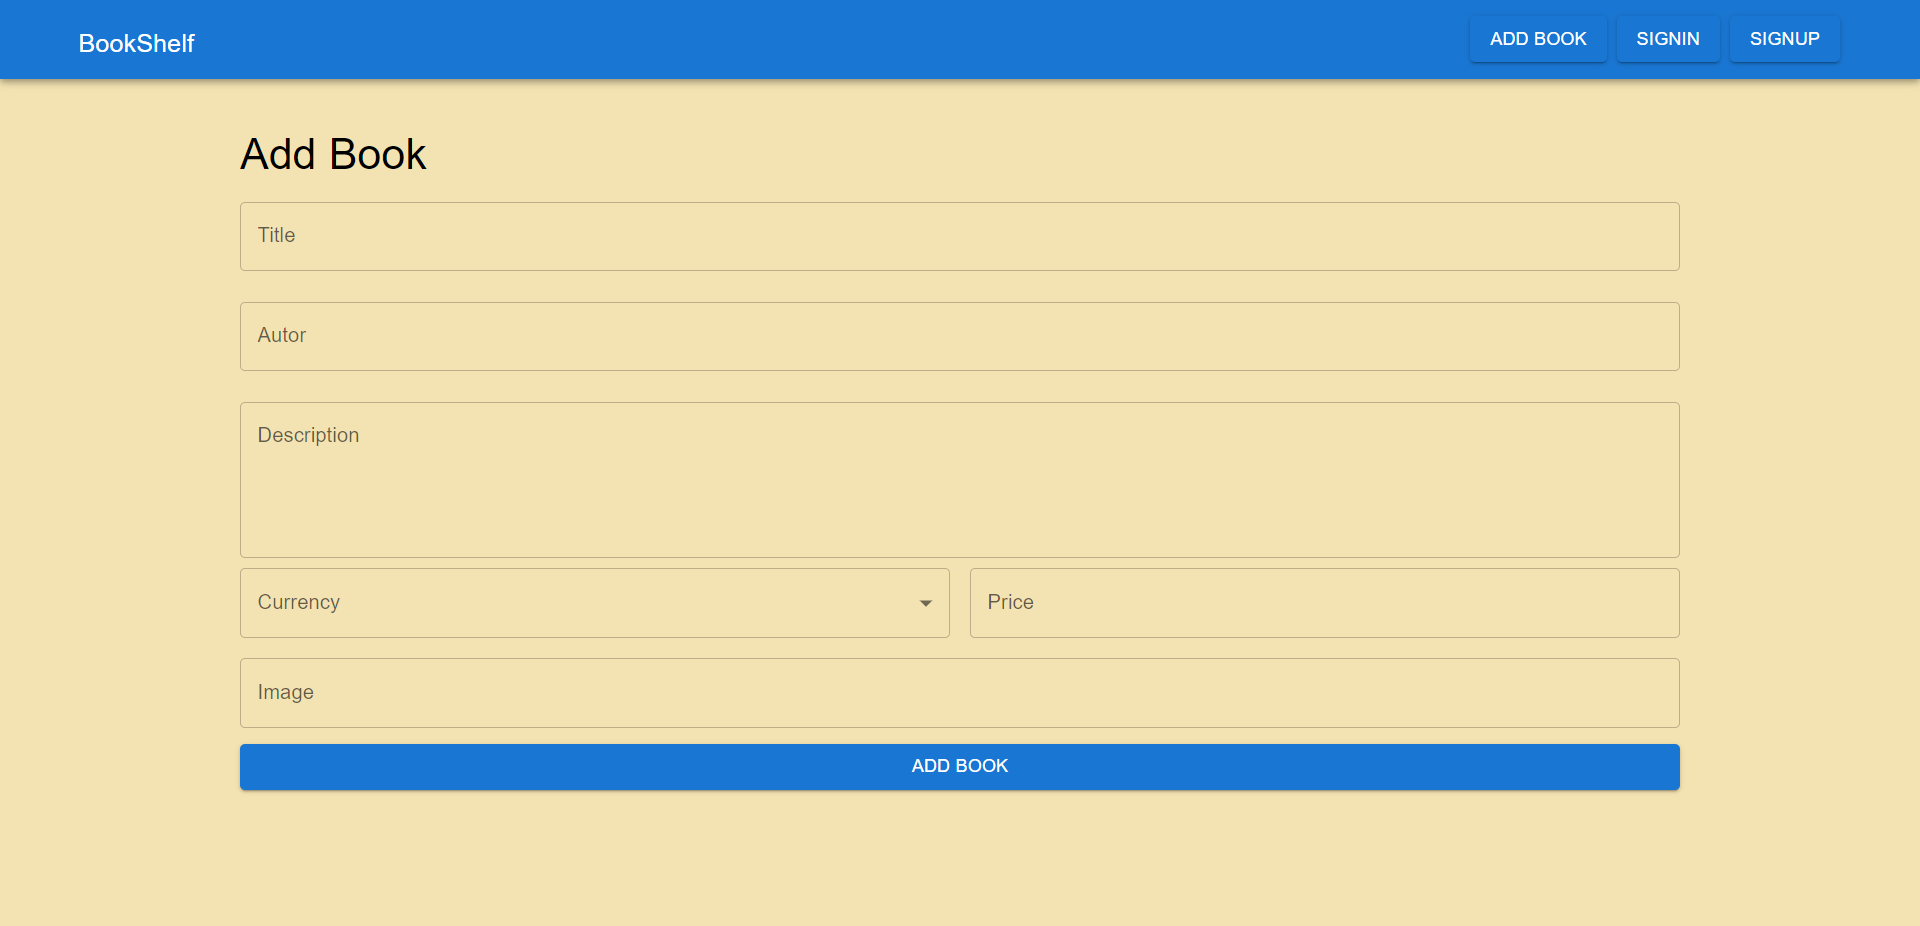 BookShelf
ADD BOOK
SIGNIN
SIGNUP
Add Book
Title
Autor
Description
Currency
Price
Image
ADD BOOK